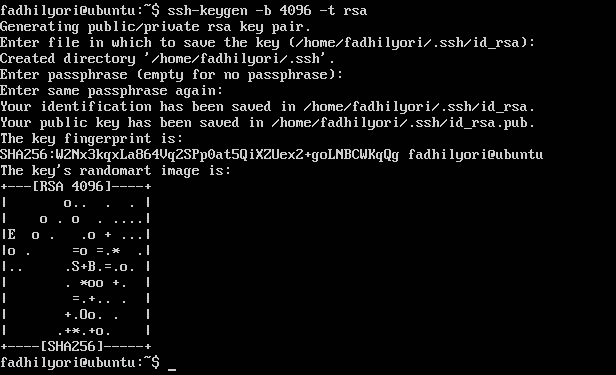 fadhilyori@ubuntu:~$ ssh-keygen -b 4096 -t rsa
Generating public/private rsa key pair.
Enter file in which to save the key (/home/fadhilyori/.ssh/id_rsa):
Created directory '/home/fadhilyori/.ssh'.
Enter passphrase (empty for no passphrase):
Enter same passphrase again:
Your identification has been saved in /home/fadhilyori/.ssh/id_rsa.
Your public key has been saved in /home/fadhilyori/.ssh/id_rsa.pub.
The key fingerprint is:
SHA256:W2Nx3kqxLa864Vq2SPp0at5QiXZUex2+goLNBCWKqQg fadhilyori@ubuntu
The key's randomart image is:
+---[RSA 4096]----+
|       o..  .  . |
|    o . o  . ....|
|E  o .   .o + ...|
|o .     =o =.*  .|
|..     .S+B.=.o. |
|       . *oo +.  |
|        =.+.. .  |
|       +.Oo. .   |
|      .+*.+o.    |
+----[SHA256]-----+
fadhilyori@ubuntu:~$ _